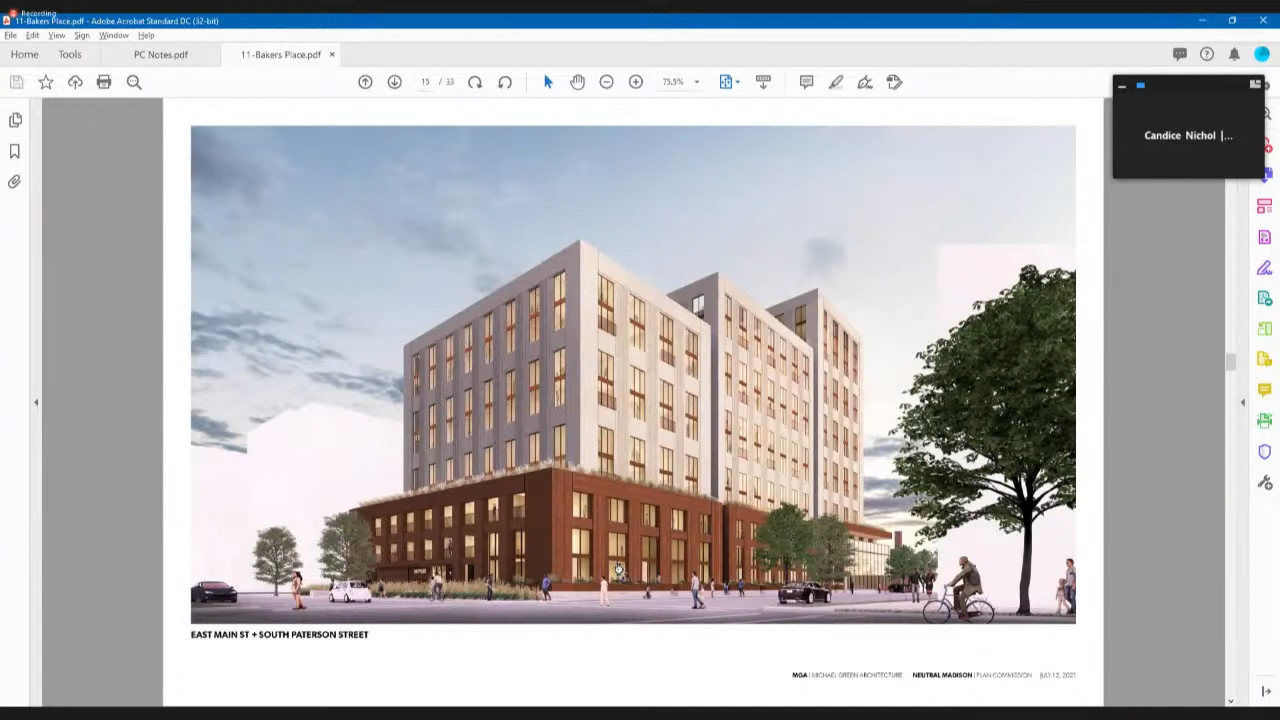 Recording
11-Bakers Place.pdf - Adobe Acrobat Standard DC (32-bit)
File Edit View Sign Window Help
Home Tools PC Notes.pdf 11-Bakers Place.pdf ×
15 / 33 75.5%
Candice Nichol |...
EAST MAIN ST + SOUTH PATERSON STREET
MGA | MICHAEL GREEN ARCHITECTURE NEUTRAL MADISON | PLAN COMMISSION JULY 12, 2021